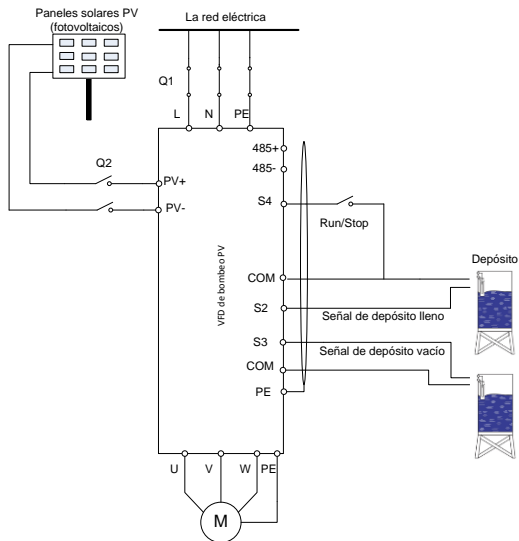 Paneles solares PV
(fotovoltaicos)
La red eléctrica
Q1
L
N
PE
Q2
485+
485-
PV+
PV-
S4
Run/Stop
VFD de bombeo PV
COM
Depósito
S2
Señal de depósito lleno
S3
Señal de depósito vacío
COM
PE
U
V
W
PE
M